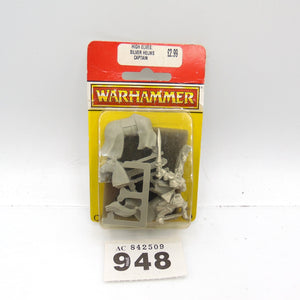 HIGH ELVES
SILVER HELMS
CAPTAIN
£2.99
WARHAMMER
C
AC 842509
948